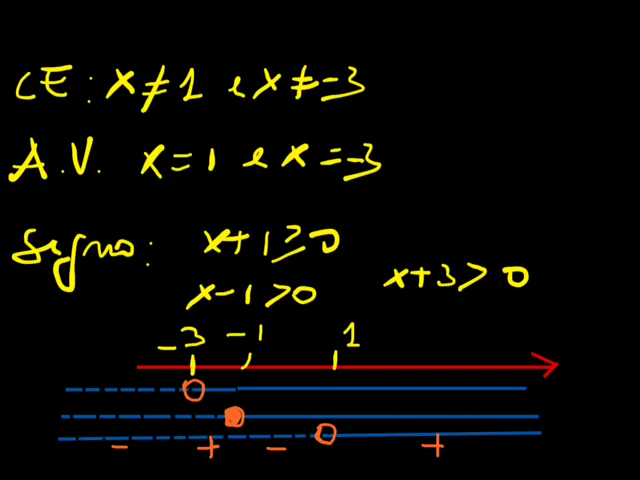 CE: x≠1 e x≠-3
A.V. x=1 e x=-3
Segno: x+1≥0
x-1>0 x+3>0
-3 -1 1
- + - +